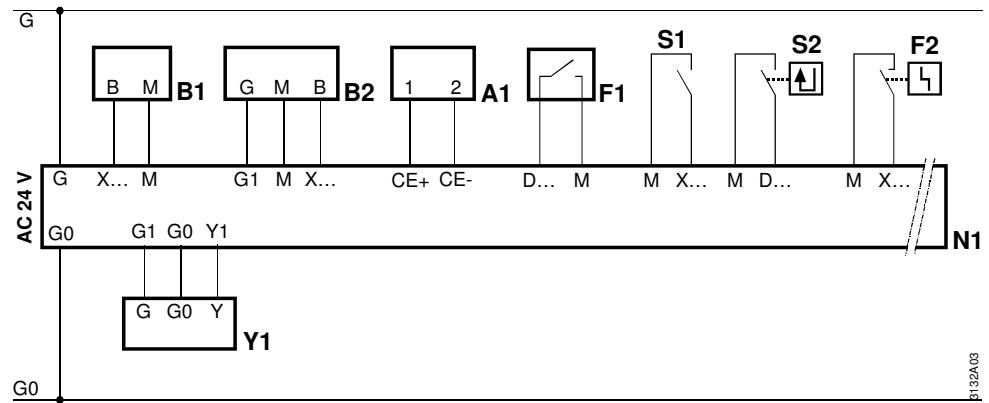 G
S1
S2
F2
B M B1
G M B B2
1 2 A1
F1
G X... M G1 M X... CE+ CE- D... M M X... M D... M X...
AC 24 V
G0 G1 G0 Y1
N1
G G0 Y
Y1
G0
3132A03